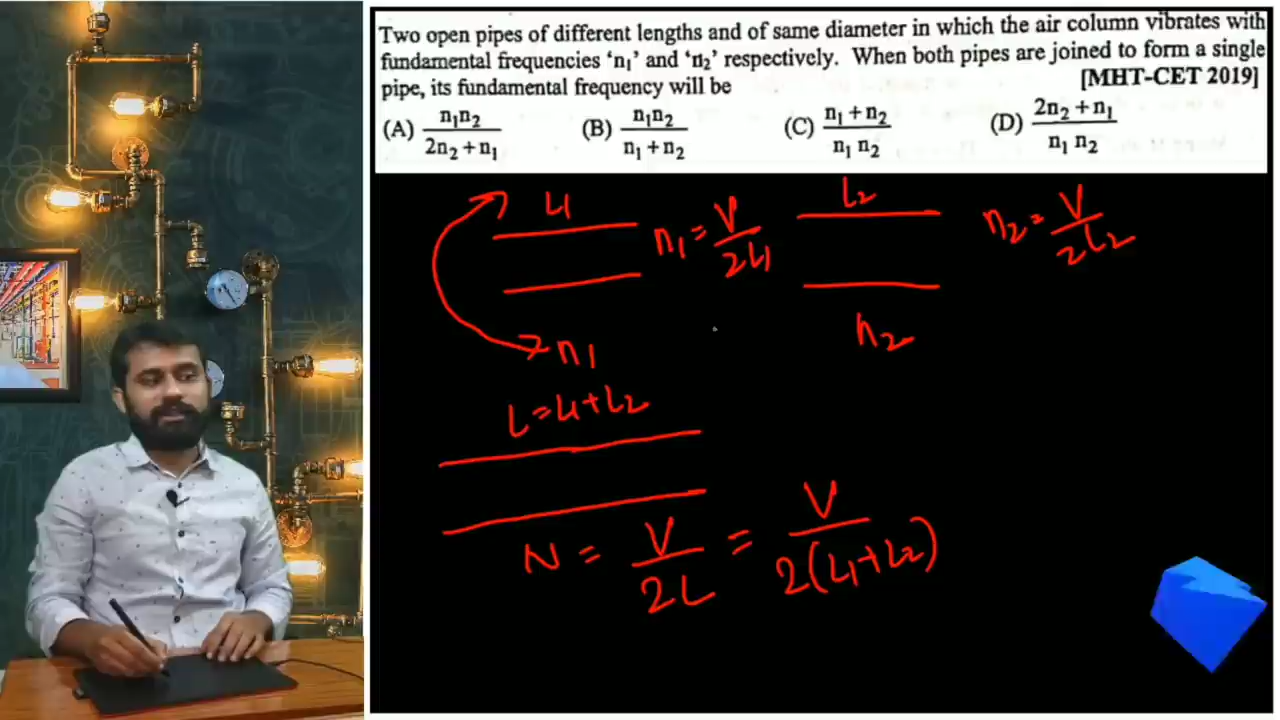 Two open pipes of different lengths and of same diameter in which the air column vibrates with
fundamental frequencies ‘n₁’ and ‘n₂’ respectively. When both pipes are joined to form a single
pipe, its fundamental frequency will be [MHT-CET 2019]
(A) n₁n₂ / 2n₂ + n₁ (B) n₁n₂ / n₁ + n₂ (C) n₁ + n₂ / n₁ n₂ (D) 2n₂ + n₁ / n₁ n₂
L₁ L₂
n₁ = V / 2L₁ n₂ = V / 2L₂
n₁ n₂
L = L₁ + L₂
N = V / 2L = V / 2(L₁ + L₂)